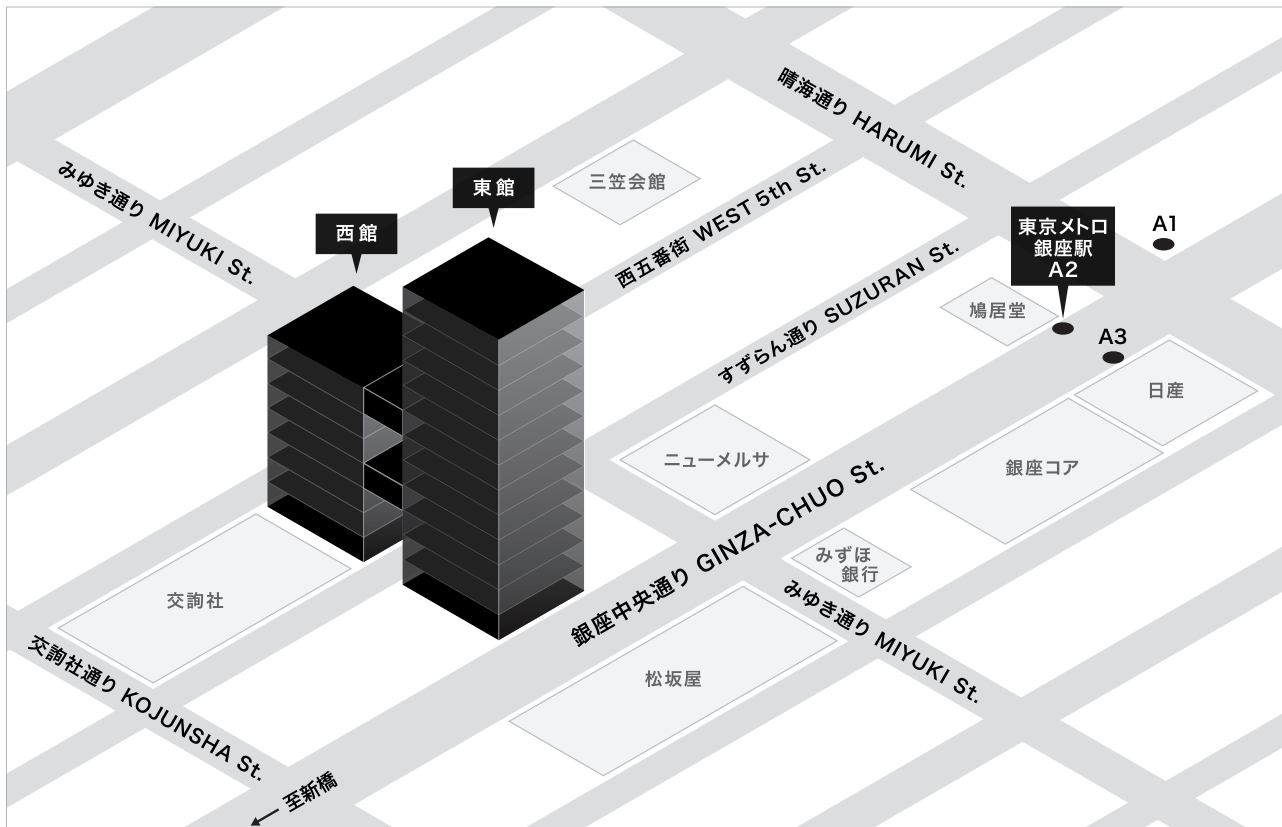 晴海通り HARUMI St.
みゆき通り MIYUKI St.
東館
三笠会館
西館
西五番街 WEST 5th St.
東京メトロ
銀座駅
A2
A1
すずらん通り SUZURAN St.
鳩居堂
A3
日産
ニューメルサ
銀座コア
銀座中央通り GINZA-CHUO St.
みずほ
銀行
交詢社
みゆき通り MIYUKI St.
松坂屋
交詢社通り KOJUNSHA St.
至新橋